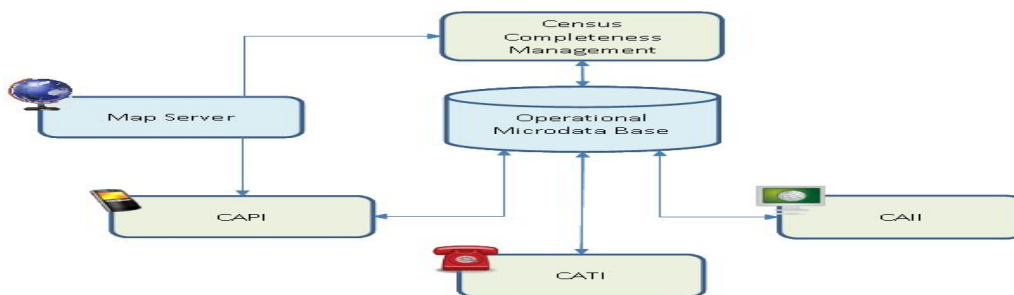 Census
Completeness
Management
Map Server
Operational
Microdata Base
CAPI
CAII
CATI